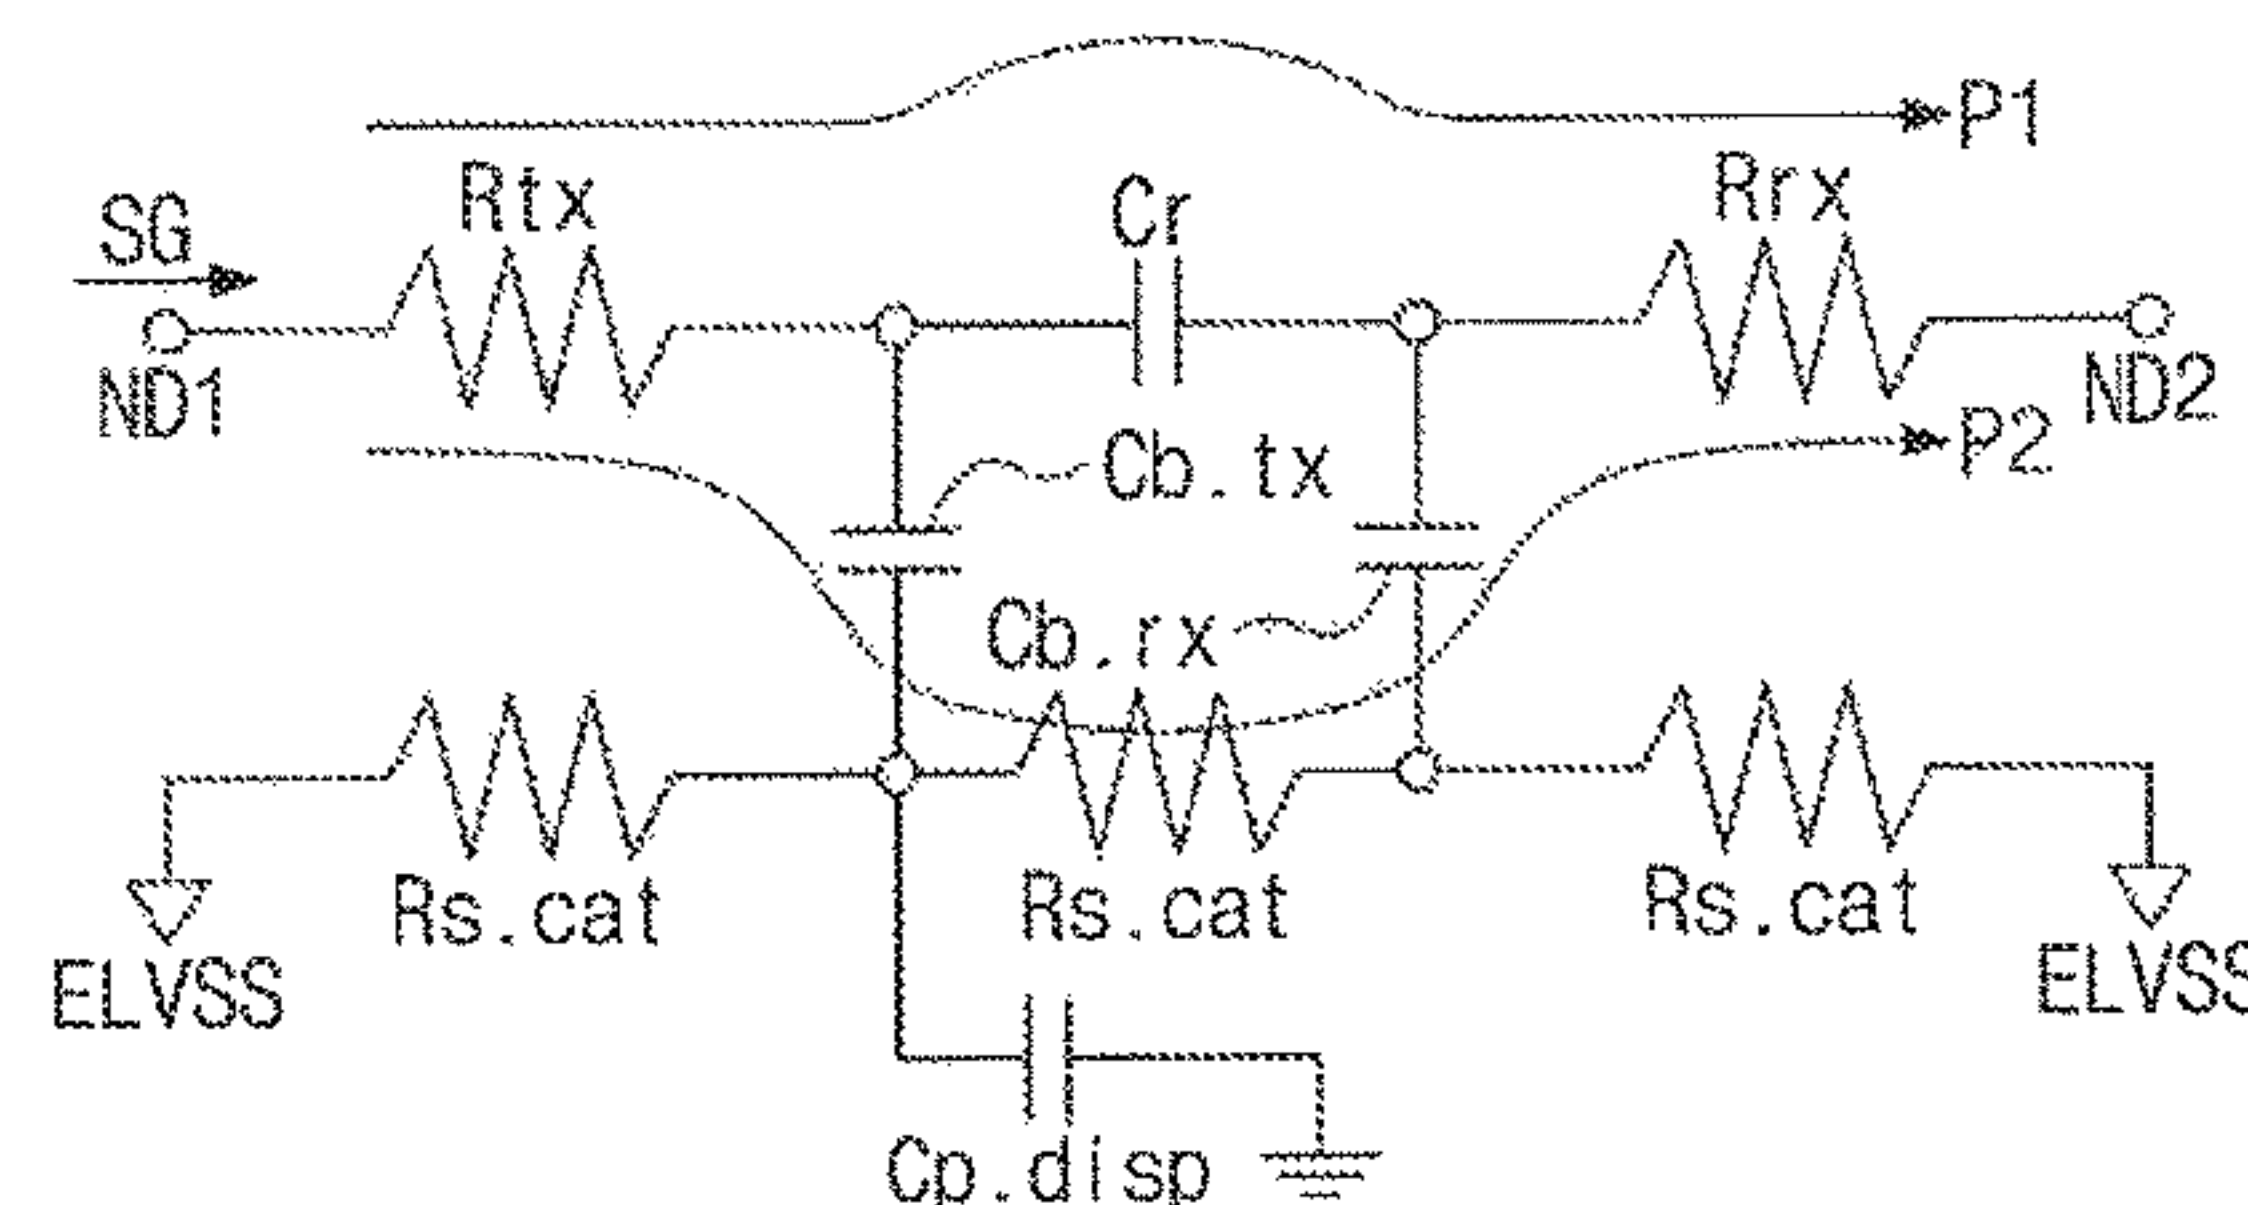 P1
Rtx
Cr
Rrx
SG
ND1
ND2
P2
Cb.tx
Cb.rx
Rs.cat
Rs.cat
Rs.cat
ELVSS
ELVSS
Cp.disp